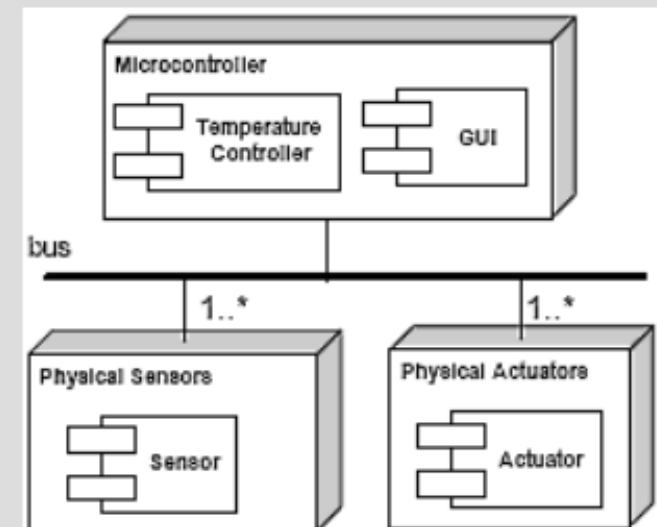 Microcontroller
Temperature
Controller
GUI
bus
1..*
1..*
Physical Sensors
Physical Actuators
Sensor
Actuator